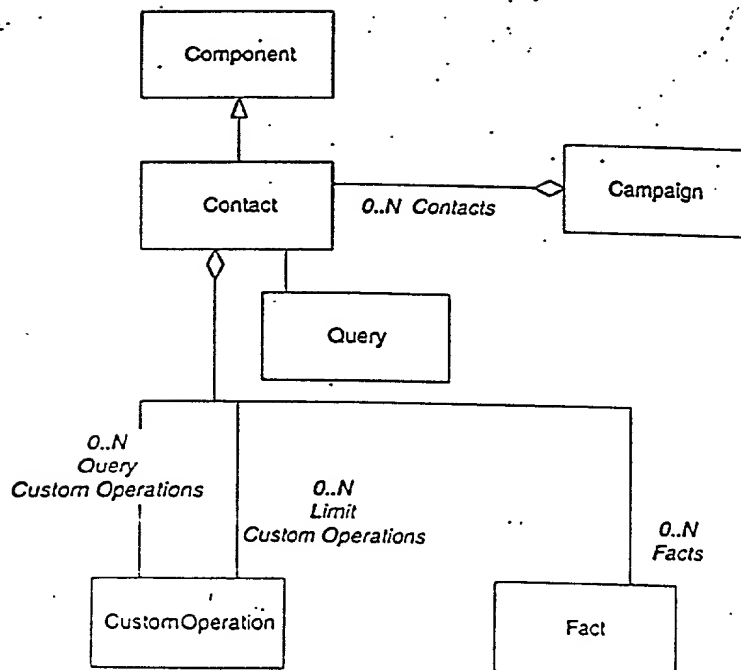 Component
Contact
0..N Contacts
Campaign
Query
0..N
Query
Custom Operations
0..N
Limit
Custom Operations
0..N
Facts
CustomOperation
Fact